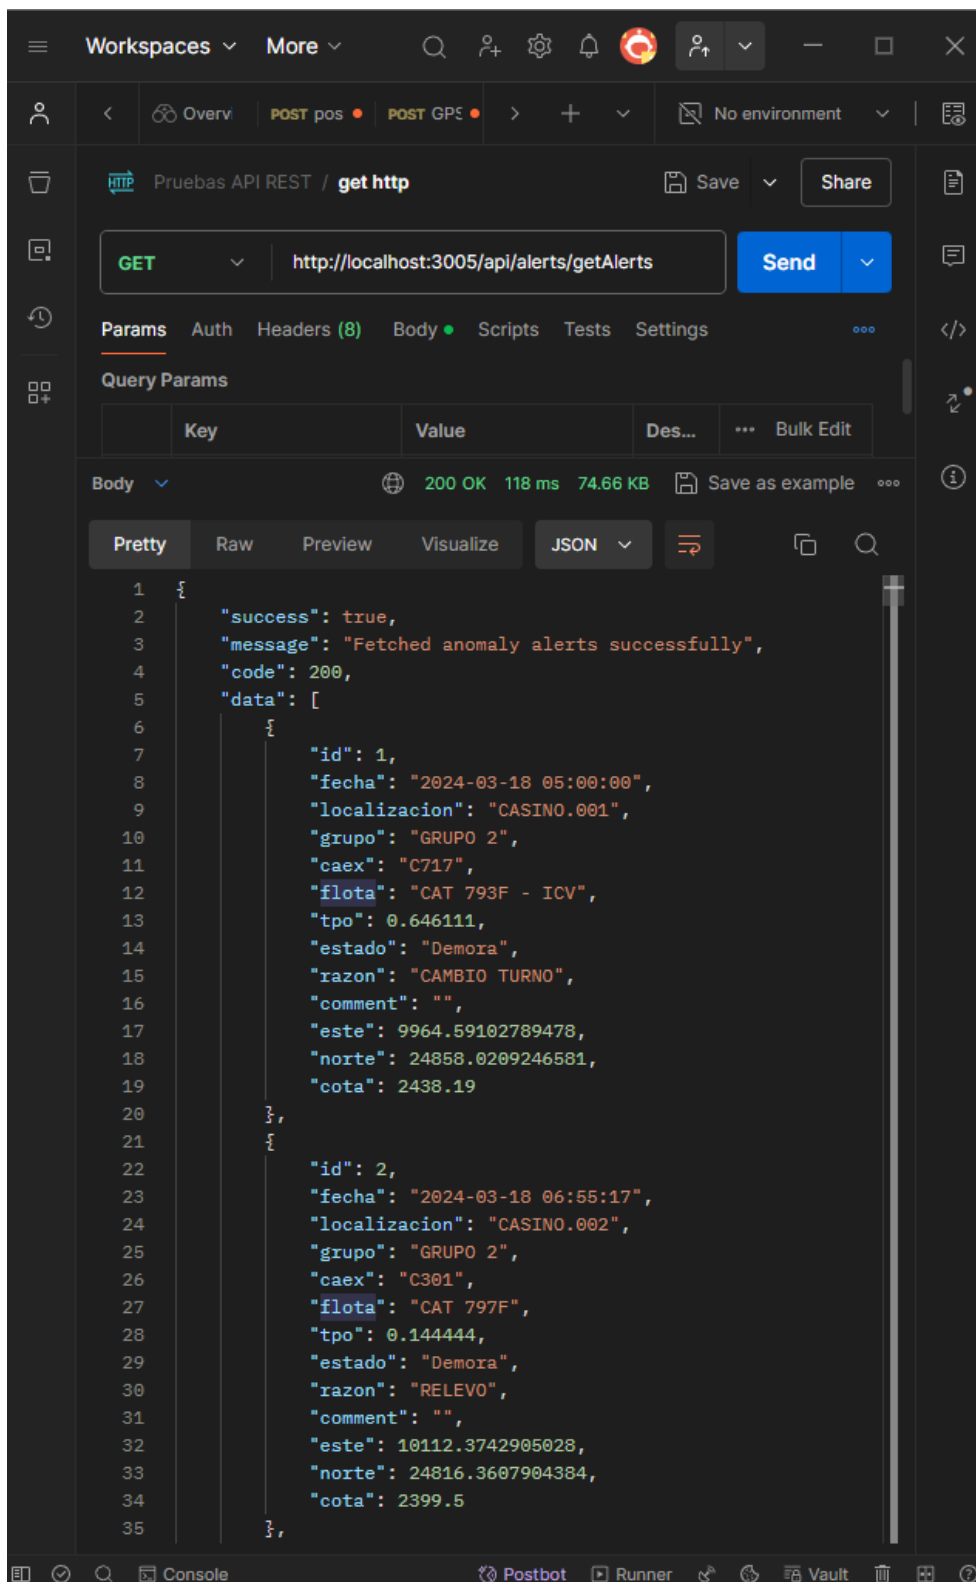 Workspaces More
Overvi POST pos POST GPS No environment
HTTP Pruebas API REST / get http Save Share
GET http://localhost:3005/api/alerts/getAlerts Send
Params Auth Headers (8) Body Scripts Tests Settings
Query Params
Key Value Des... Bulk Edit
Body 200 OK 118 ms 74.66 KB Save as example
Pretty Raw Preview Visualize JSON
1 {
2 "success": true,
3 "message": "Fetched anomaly alerts successfully",
4 "code": 200,
5 "data": [
6 {
7 "id": 1,
8 "fecha": "2024-03-18 05:00:00",
9 "localizacion": "CASINO.001",
10 "grupo": "GRUPO 2",
11 "caex": "C717",
12 "flota": "CAT 793F - ICV",
13 "tpo": 0.646111,
14 "estado": "Demora",
15 "razon": "CAMBIO TURNO",
16 "comment": "",
17 "este": 9964.59102789478,
18 "norte": 24858.0209246581,
19 "cota": 2438.19
20 },
21 {
22 "id": 2,
23 "fecha": "2024-03-18 06:55:17",
24 "localizacion": "CASINO.002",
25 "grupo": "GRUPO 2",
26 "caex": "C301",
27 "flota": "CAT 797F",
28 "tpo": 0.144444,
29 "estado": "Demora",
30 "razon": "RELEVO",
31 "comment": "",
32 "este": 10112.3742905028,
33 "norte": 24816.3607904384,
34 "cota": 2399.5
35 },
Console Postbot Runner Vault